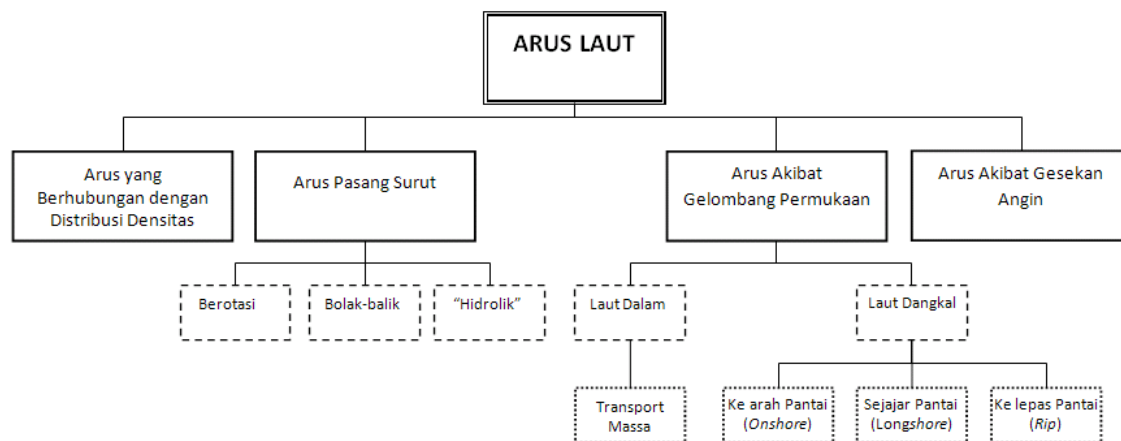 ARUS LAUT
Arus yang
Berhubungan dengan
Distribusi Densitas
Arus Pasang Surut
Arus Akibat
Gelombang Permukaan
Arus Akibat Gesekan
Angin
Berotasi
Bolak-balik
“Hidrolik”
Laut Dalam
Laut Dangkal
Transport
Massa
Ke arah Pantai
(Onshore)
Sejajar Pantai
(Longshore)
Ke lepas Pantai
(Rip)